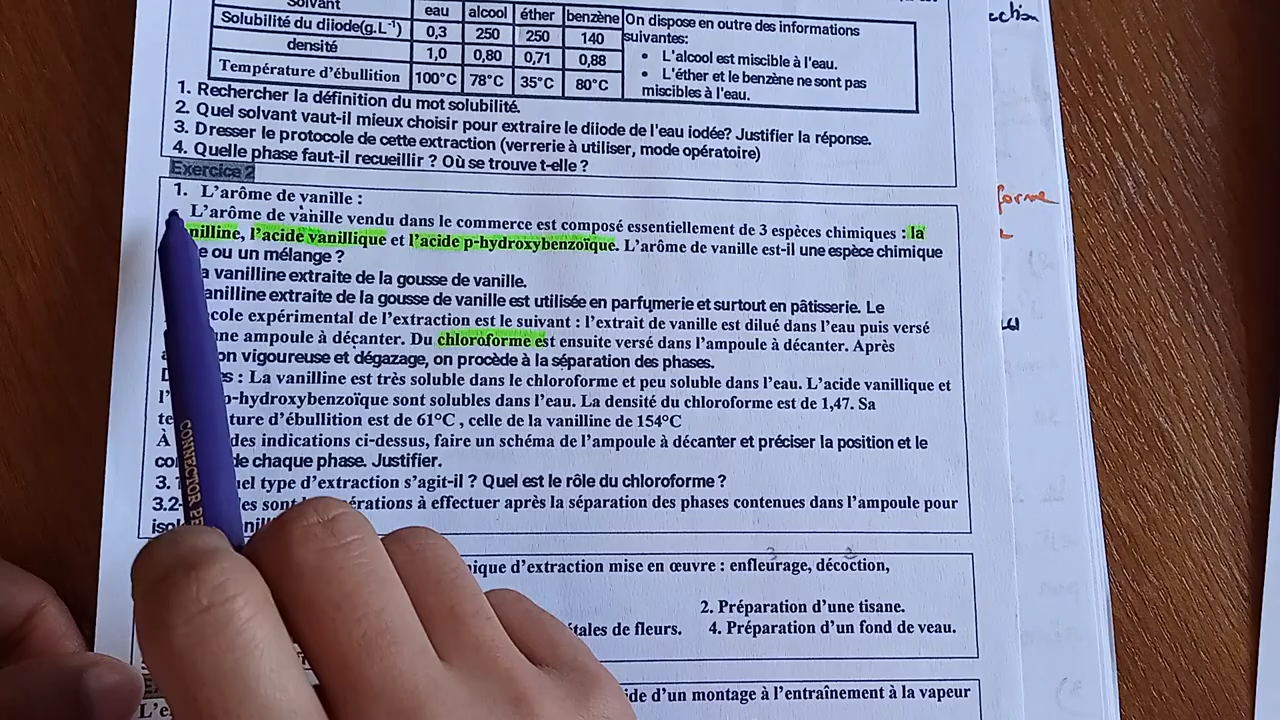 Solvant eau alcool éther benzène On dispose en outre des informations
Solubilité du diiode(g.L⁻¹) 0,3 250 250 140 suivantes:
densité 1,0 0,80 0,71 0,88 • L'alcool est miscible à l'eau.
Température d'ébullition 100°C 78°C 35°C 80°C • L'éther et le benzène ne sont pas
miscibles à l'eau.
1. Rechercher la définition du mot solubilité.
2. Quel solvant vaut-il mieux choisir pour extraire le diiode de l'eau iodée? Justifier la réponse.
3. Dresser le protocole de cette extraction (verrerie à utiliser, mode opératoire)
4. Quelle phase faut-il recueillir ? Où se trouve t-elle ?
Exercice 2
1. L'arôme de vanille :
L'arôme de vanille vendu dans le commerce est composé essentiellement de 3 espèces chimiques : la
nilline, l'acide vanillique et l'acide p-hydroxybenzoïque. L'arôme de vanille est-il une espèce chimique
e ou un mélange ?
a vanilline extraite de la gousse de vanille.
anilline extraite de la gousse de vanille est utilisée en parfumerie et surtout en pâtisserie. Le
cole expérimental de l'extraction est le suivant : l'extrait de vanille est dilué dans l'eau puis versé
une ampoule à décanter. Du chloroforme est ensuite versé dans l'ampoule à décanter. Après
on vigoureuse et dégazage, on procède à la séparation des phases.
s : La vanilline est très soluble dans le chloroforme et peu soluble dans l'eau. L'acide vanillique et
p-hydroxybenzoïque sont solubles dans l'eau. La densité du chloroforme est de 1,47. Sa
te ture d'ébullition est de 61°C , celle de la vanilline de 154°C
À des indications ci-dessus, faire un schéma de l'ampoule à décanter et préciser la position et le
co de chaque phase. Justifier.
3. uel type d'extraction s'agit-il ? Quel est le rôle du chloroforme ?
3.2- es sont érations à effectuer après la séparation des phases contenues dans l'ampoule pour
isol nill
ique d'extraction mise en œuvre : enfleurage, décoction,
2. Préparation d'une tisane.
tales de fleurs. 4. Préparation d'un fond de veau.
ide d'un montage à l'entraînement à la vapeur
L'e
CONNECTOR PE
ction
forme